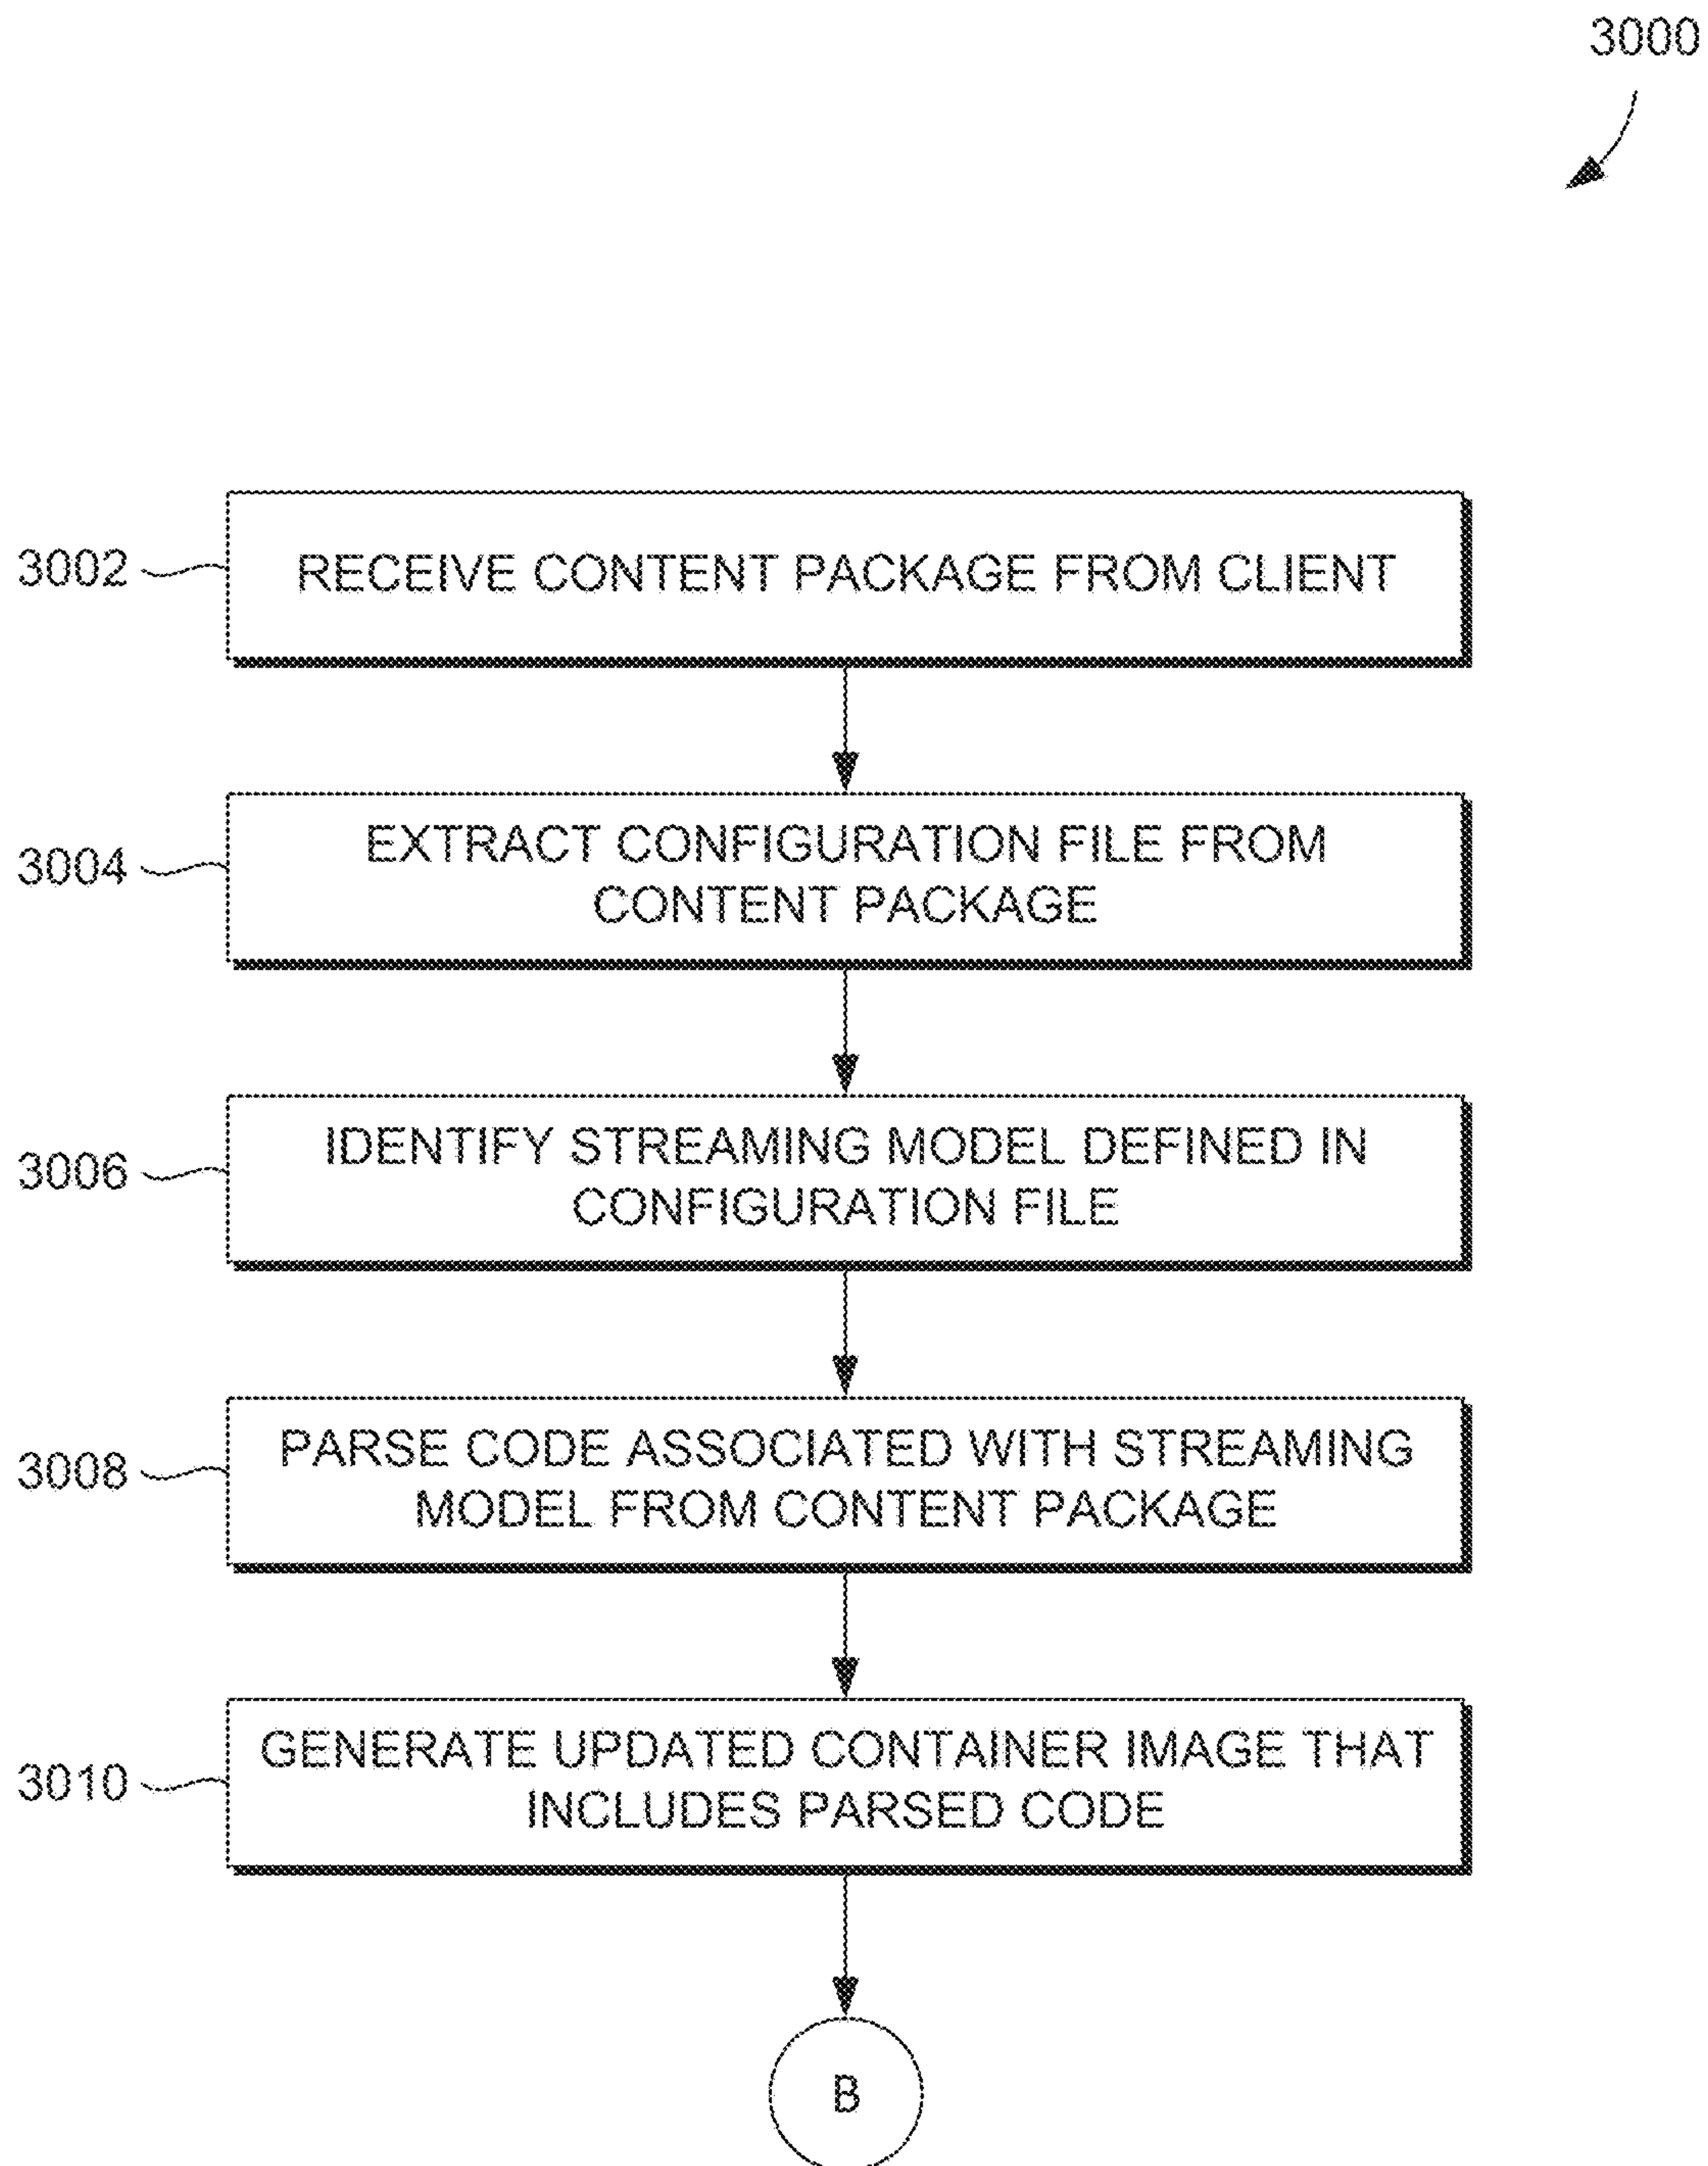 3000
3002
RECEIVE CONTENT PACKAGE FROM CLIENT
3004
EXTRACT CONFIGURATION FILE FROM
CONTENT PACKAGE
3006
IDENTIFY STREAMING MODEL DEFINED IN
CONFIGURATION FILE
3008
PARSE CODE ASSOCIATED WITH STREAMING
MODEL FROM CONTENT PACKAGE
3010
GENERATE UPDATED CONTAINER IMAGE THAT
INCLUDES PARSED CODE
B